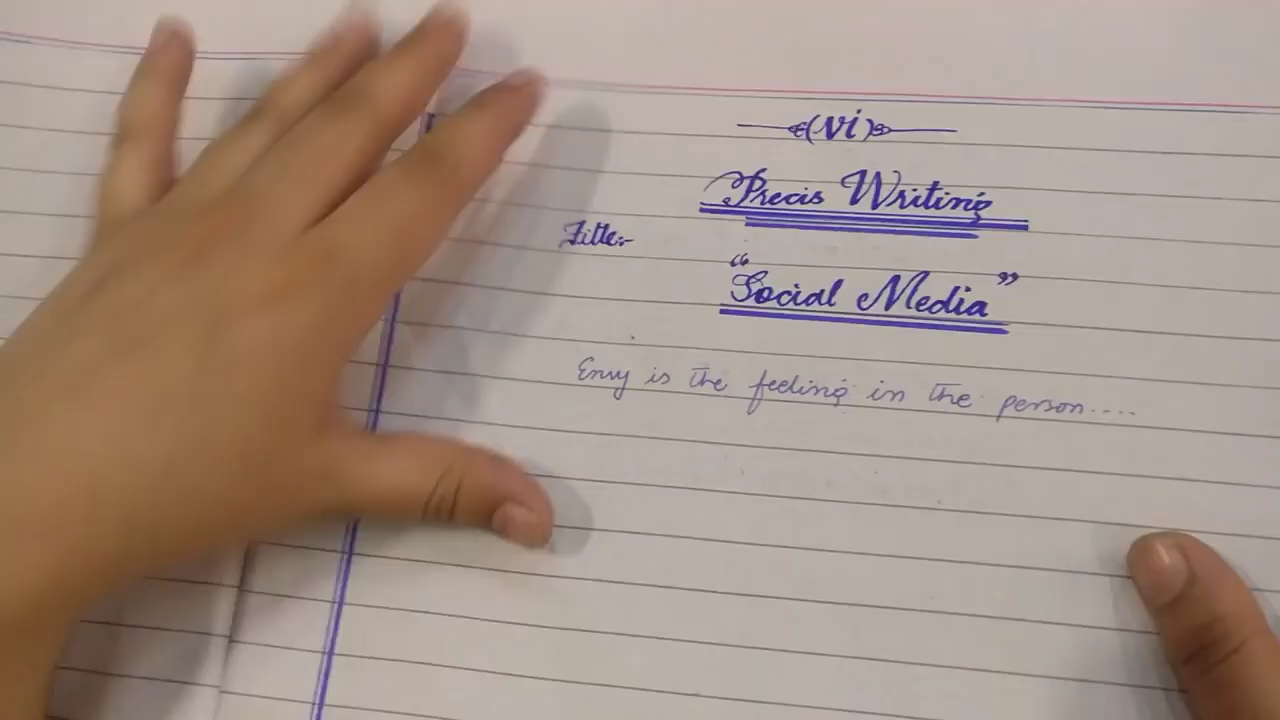 (vi)
Precis Writing
Title:-
"Social Media"
Envy is the feeling in the person....